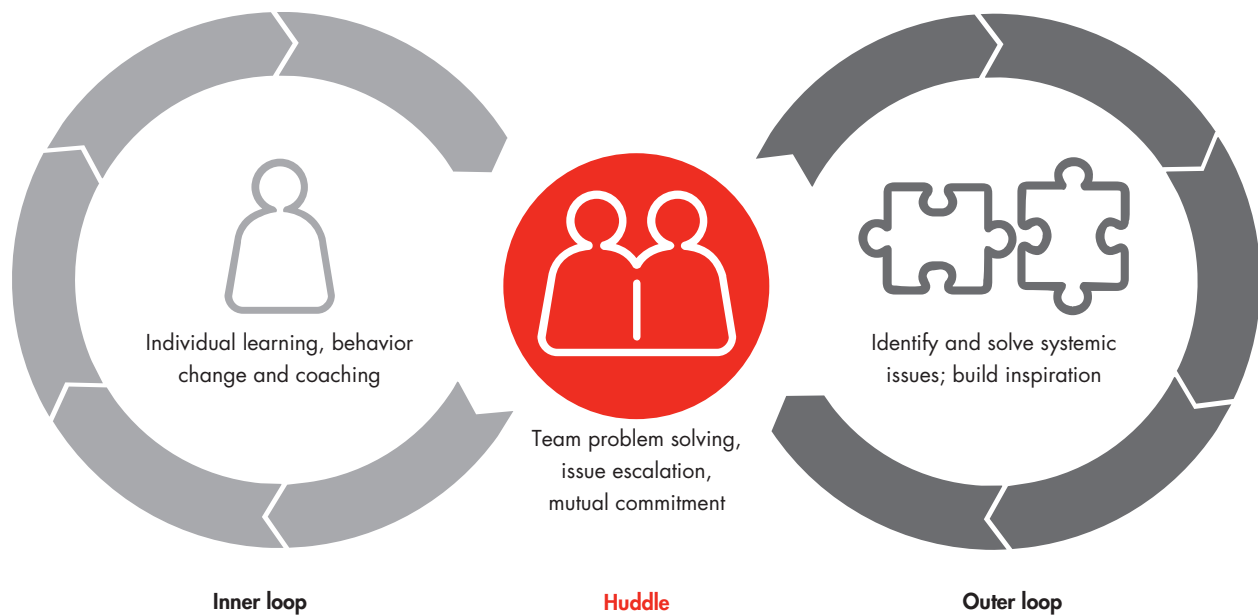 Individual learning, behavior
change and coaching
Team problem solving,
issue escalation,
mutual commitment
Identify and solve systemic
issues; build inspiration
Inner loop
Huddle
Outer loop